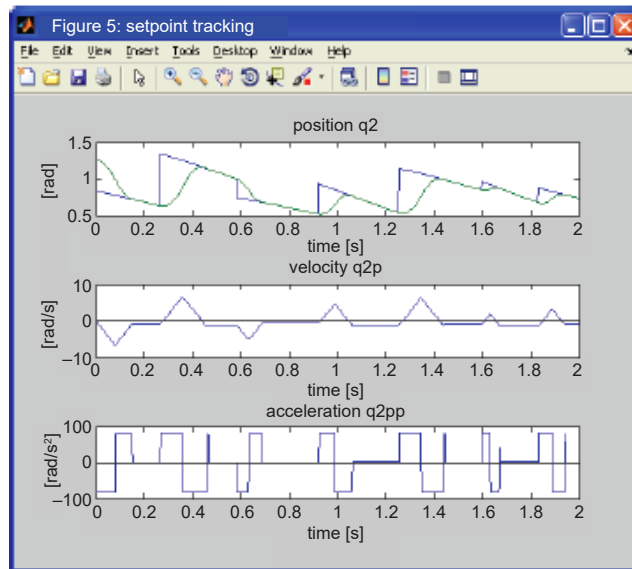 Figure 5: setpoint tracking
File Edit View Insert Tools Desktop Window Help
position q2
1.5
1
0.5
[rad]
0 0.2 0.4 0.6 0.8 1 1.2 1.4 1.6 1.8 2
time [s]
velocity q2p
10
0
–10
[rad/s]
0 0.2 0.4 0.6 0.8 1 1.2 1.4 1.6 1.8 2
time [s]
acceleration q2pp
100
0
–100
[rad/s²]
0 0.2 0.4 0.6 0.8 1 1.2 1.4 1.6 1.8 2
time [s]